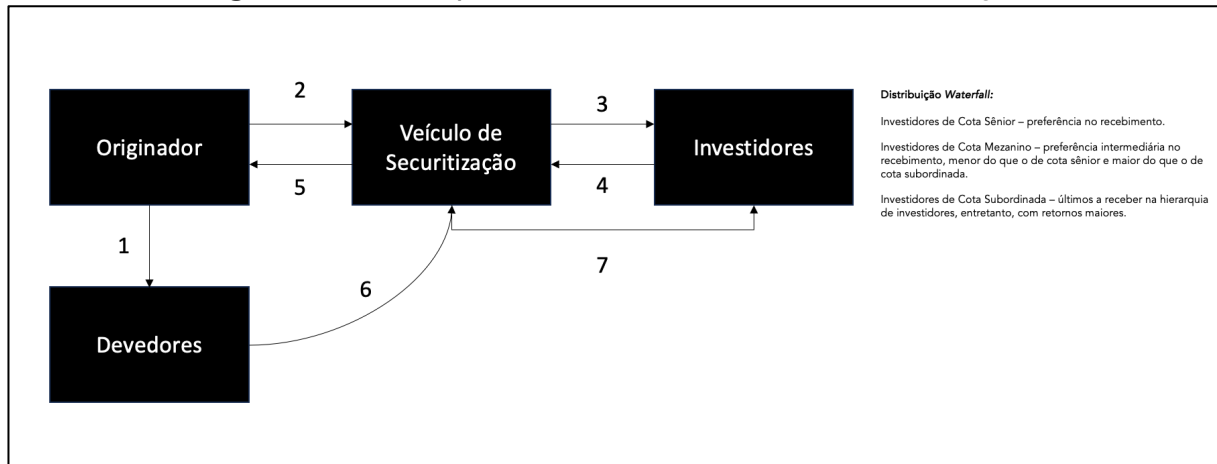 2
3
Originador
Veículo de
Securitização
Investidores
5
4
1
6
7
Devedores
Distribuição Waterfall:
Investidores de Cota Sênior – preferência no recebimento.
Investidores de Cota Mezanino – preferência intermediária no
recebimento, menor do que o de cota sênior e maior do que o de
cota subordinada.
Investidores de Cota Subordinada – últimos a receber na hierarquia
de investidores, entretanto, com retornos maiores.